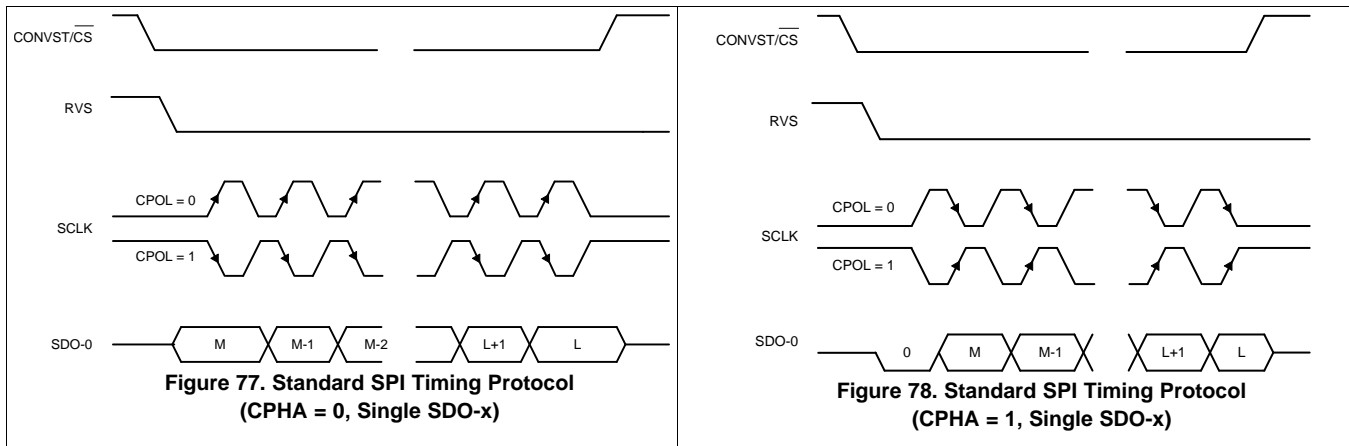 CONVST/CS
RVS
CPOL = 0
SCLK
CPOL = 1
SDO-0
M
M-1
M-2
L+1
L
Figure 77. Standard SPI Timing Protocol
(CPHA = 0, Single SDO-x)
CONVST/CS
RVS
CPOL = 0
SCLK
CPOL = 1
SDO-0
0
M
M-1
L+1
L
Figure 78. Standard SPI Timing Protocol
(CPHA = 1, Single SDO-x)